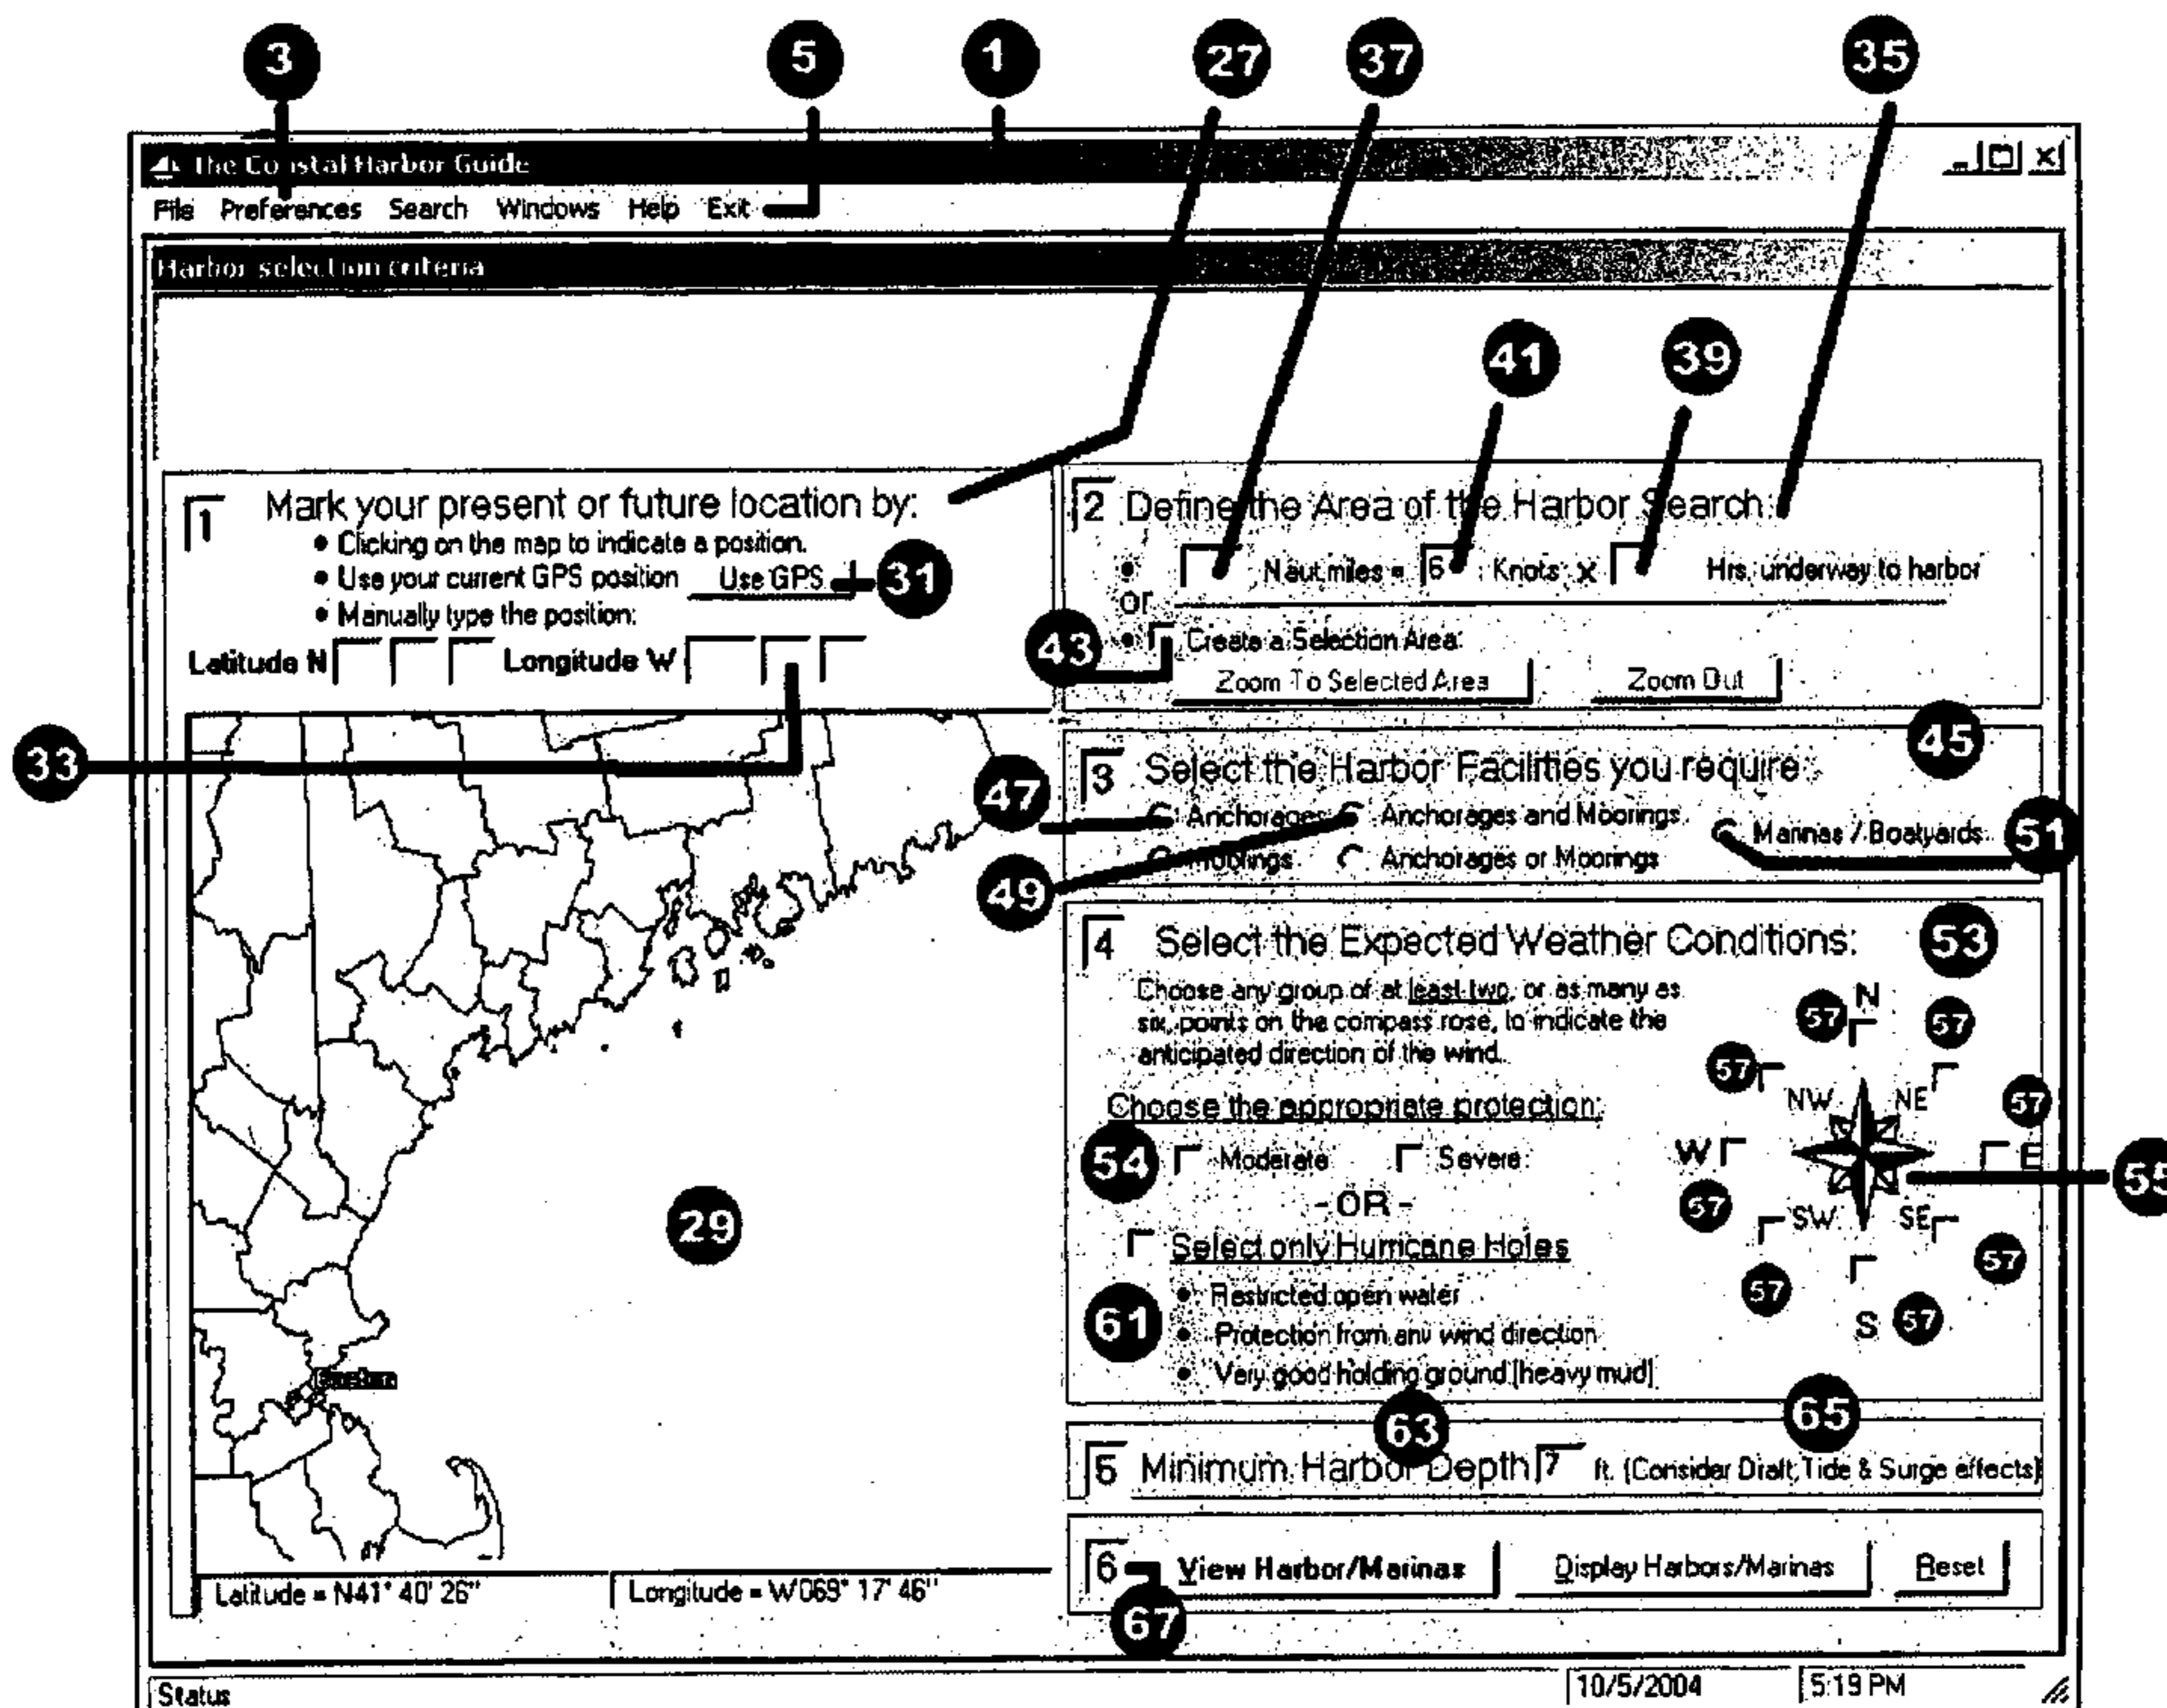 3 5 1 27 37 35
The Coastal Harbor Guide
File Preferences Search Windows Help Exit
Harbor selection criteria
41 39
1 Mark your present or future location by:
• Clicking on the map to indicate a position.
• Use your current GPS position Use GPS 31
• Manually type the position:
Latitude N Longitude W
33
29
Boston
Latitude = N41° 40' 26" Longitude = W069° 17' 46"
2 Define the Area of the Harbor Search:
• Naut.miles = 6 Knots x Hrs. underway to harbor
or
43 • Create a Selection Area:
Zoom To Selected Area Zoom Out
45
47 3 Select the Harbor Facilities you require:
Anchorages Anchorages and Moorings Marinas / Boatyards 51
Moorings Anchorages or Moorings
49
4 Select the Expected Weather Conditions: 53
Choose any group of at least two, or as many as
six, points on the compass rose, to indicate the
anticipated direction of the wind.
Choose the appropriate protection:
54 Moderate Severe
- OR -
Select only Hurricane Holes
61
• Restricted open water
• Protection from any wind direction
• Very good holding ground [heavy mud]
57 N 57
57 NW NE 57
W E 55
57 SW SE 57
57 S 57
63 65
5 Minimum Harbor Depth 7 ft. (Consider Draft, Tide & Surge effects)
6 View Harbor/Marinas Display Harbors/Marinas Reset
67
Status 10/5/2004 5:19 PM